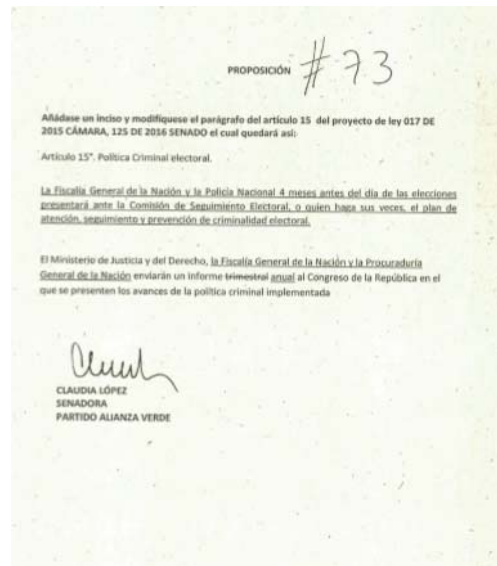 PROPOSICIÓN #73
Añádase un inciso y modifíquese el parágrafo del artículo 15 del proyecto de ley 017 DE
2015 CÁMARA, 125 DE 2016 SENADO el cual quedará así:
Artículo 15°. Política Criminal electoral.
La Fiscalía General de la Nación y la Policía Nacional 4 meses antes del día de las elecciones
presentará ante la Comisión de Seguimiento Electoral, o quien haga sus veces, el plan de
atención, seguimiento y prevención de criminalidad electoral.
El Ministerio de Justicia y del Derecho, la Fiscalía General de la Nación y la Procuraduría
General de la Nación enviarán un informe trimestral anual al Congreso de la República en el
que se presenten los avances de la política criminal implementada
CLAUDIA LÓPEZ
SENADORA
PARTIDO ALIANZA VERDE